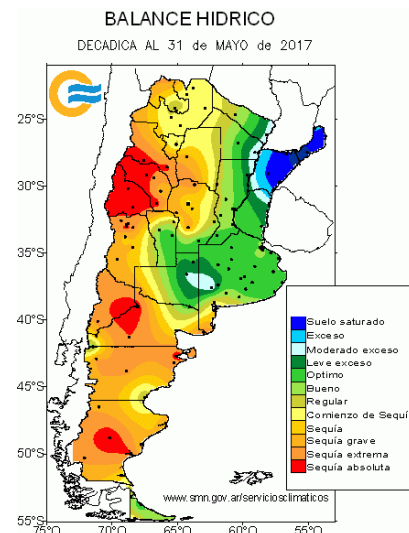 BALANCE HIDRICO
DECADICA AL 31 de MAYO de 2017
25°S
30°S
35°S
40°S
45°S
50°S
55°S
75°O
70°O
65°O
60°O
55°O
Suelo saturado
Exceso
Moderado exceso
Leve exceso
Optimo
Bueno
Regular
Comienzo de Sequí
Sequía
Sequía grave
Sequía extrema
Sequía absoluta
www.smn.gov.ar/serviciosclimaticos